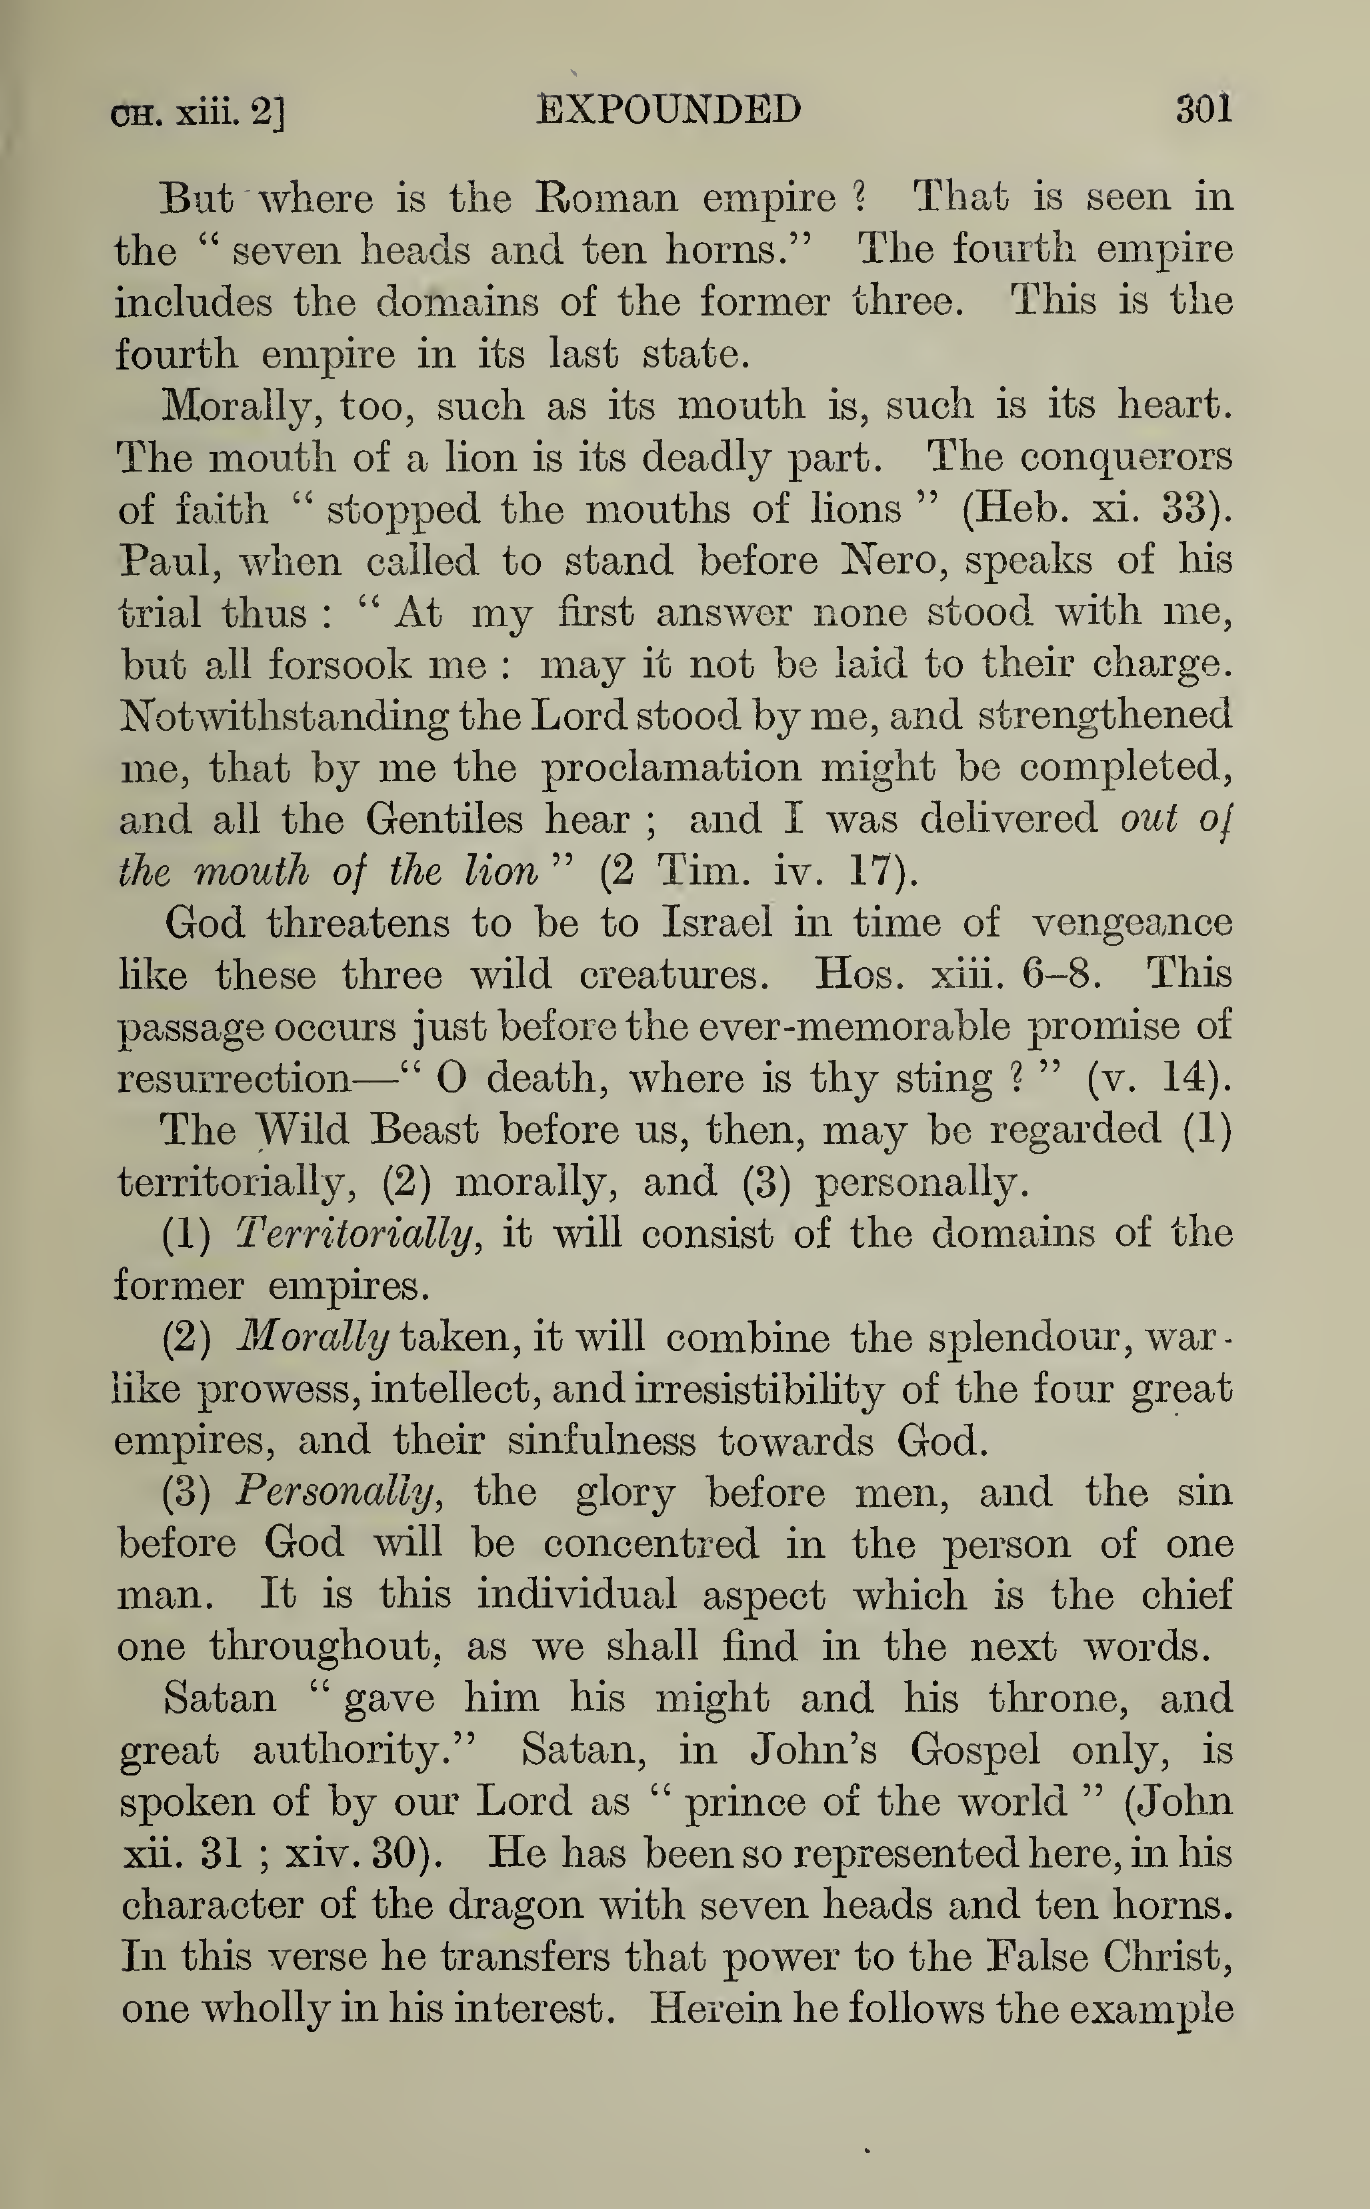 CH. xiii. 2] EXPOUNDED 301
But where is the Roman empire ? That is seen in
the “ seven heads and ten horns.” The fourth empire
includes the domains of the former three. This is the
fourth empire in its last state.
Morally, too, such as its mouth is, such is its heart.
The mouth of a lion is its deadly part. The conquerors
of faith “ stopped the mouths of lions ” (Heb. xi. 33).
Paul, when called to stand before Nero, speaks of his
trial thus : “ At my first answer none stood with me,
but all forsook me : may it not be laid to their charge.
Notwithstanding the Lord stood by me, and strengthened
me, that by me the proclamation might be completed,
and all the Gentiles hear ; and I was delivered out of
the mouth of the lion ” (2 Tim. iv. 17).
God threatens to be to Israel in time of vengeance
like these three wild creatures. Hos. xiii. 6–8. This
passage occurs just before the ever-memorable promise of
resurrection—“ O death, where is thy sting ? ” (v. 14).
The Wild Beast before us, then, may be regarded (1)
territorially, (2) morally, and (3) personally.
(1) Territorially, it will consist of the domains of the
former empires.
(2) Morally taken, it will combine the splendour, war-
like prowess, intellect, and irresistibility of the four great
empires, and their sinfulness towards God.
(3) Personally, the glory before men, and the sin
before God will be concentred in the person of one
man. It is this individual aspect which is the chief
one throughout, as we shall find in the next words.
Satan “ gave him his might and his throne, and
great authority.” Satan, in John’s Gospel only, is
spoken of by our Lord as “ prince of the world ” (John
xii. 31 ; xiv. 30). He has been so represented here, in his
character of the dragon with seven heads and ten horns.
In this verse he transfers that power to the False Christ,
one wholly in his interest. Herein he follows the example